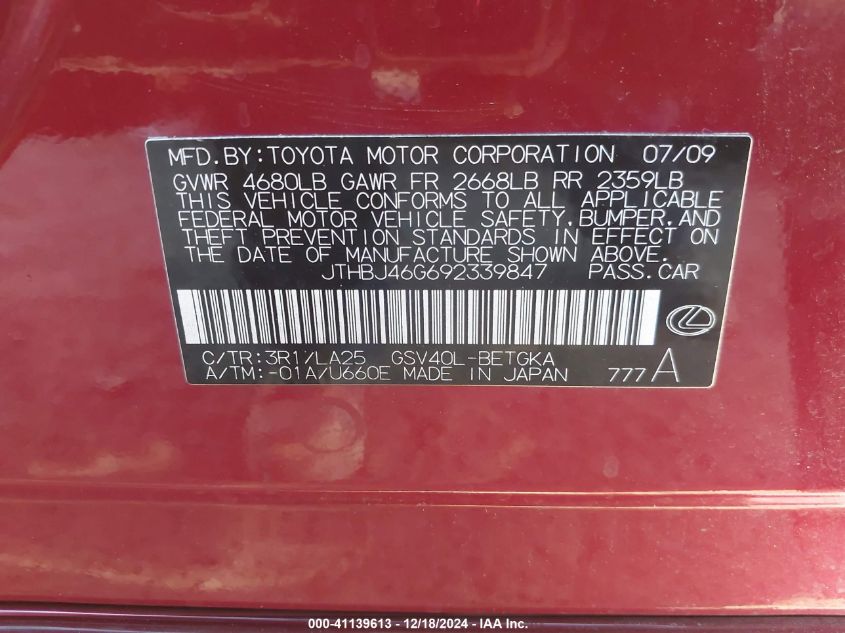 MFD.BY:TOYOTA MOTOR CORPORATION 07/09
GVWR 4680LB GAWR FR 2668LB RR 2359LB
THIS VEHICLE CONFORMS TO ALL APPLICABLE
FEDERAL MOTOR VEHICLE SAFETY,BUMPER,AND
THEFT PREVENTION STANDARDS IN EFFECT ON
THE DATE OF MANUFACTURE SHOWN ABOVE.
JTHBJ46G692339847 PASS.CAR
C/TR:3R1/LA25 GSV40L-BETGKA
A/TM:-01A/U660E MADE IN JAPAN 777A
000-41139613 - 12/18/2024 - IAA Inc.